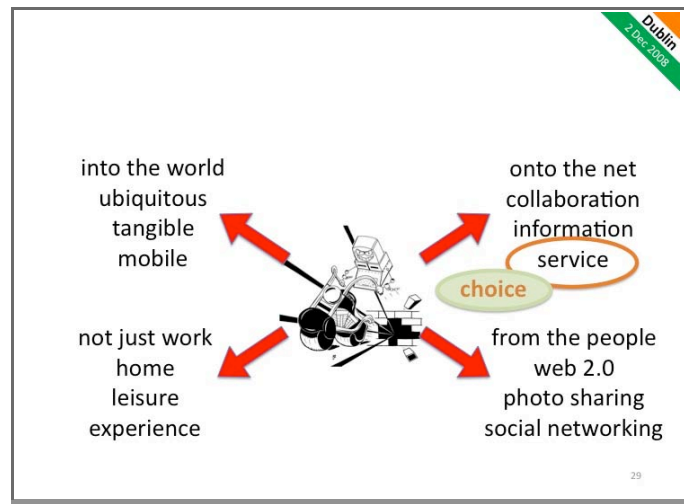 Dublin
2 Dec 2008
into the world
ubiquitous
tangible
mobile
onto the net
collaboration
information
service
choice
not just work
home
leisure
experience
from the people
web 2.0
photo sharing
social networking
29